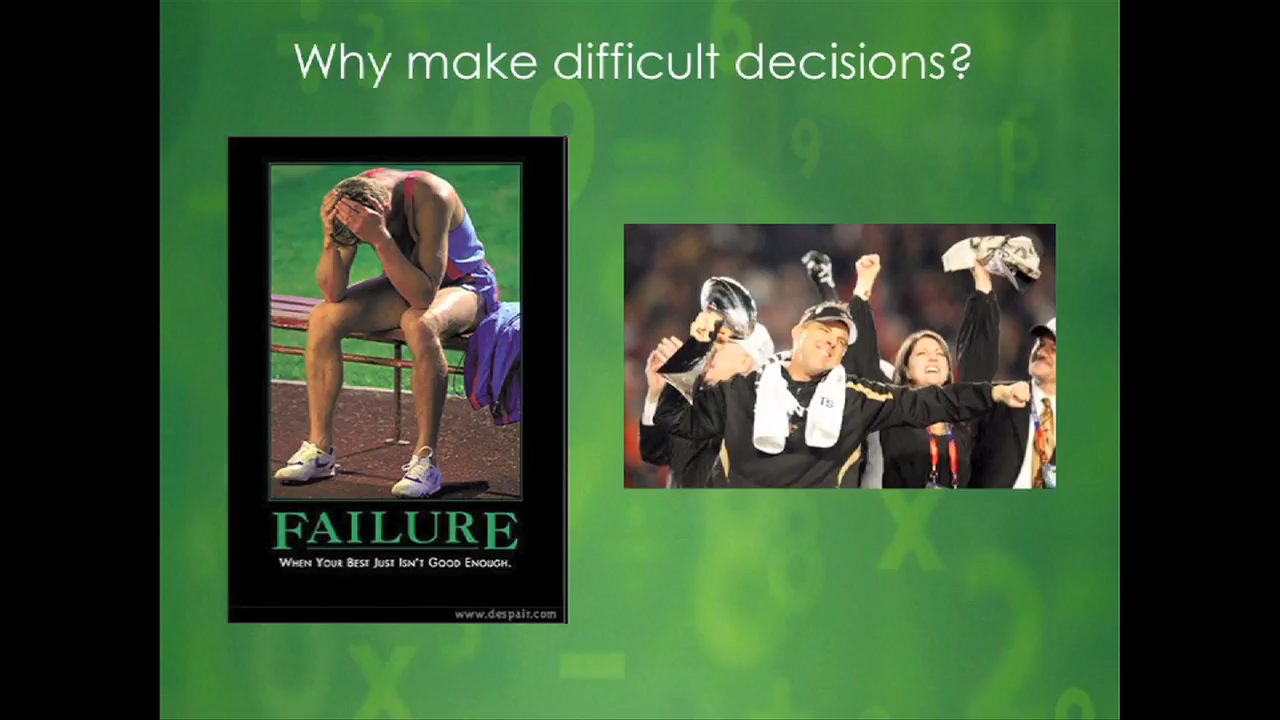 Why make difficult decisions?
FAILURE
WHEN YOUR BEST JUST ISN'T GOOD ENOUGH.
www.despair.com